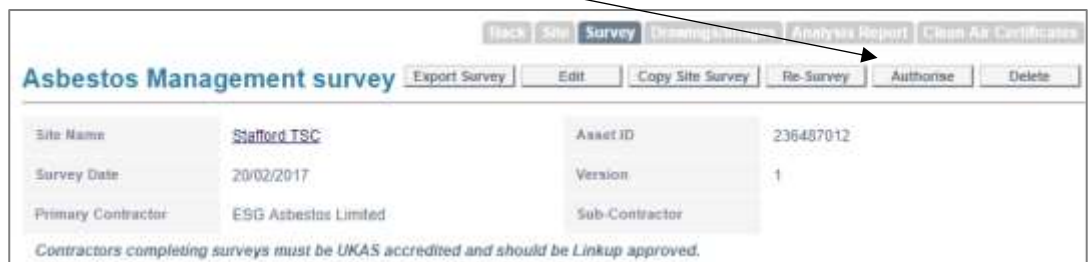 Back Site Survey Drawings/Images Analysis Report Clean Air Certificates
Asbestos Management survey Export Survey Edit Copy Site Survey Re-Survey Authorise Delete
Site Name Stafford TSC Asset ID 236487012
Survey Date 20/02/2017 Version 1
Primary Contractor ESG Asbestos Limited Sub-Contractor
Contractors completing surveys must be UKAS accredited and should be Linkup approved.